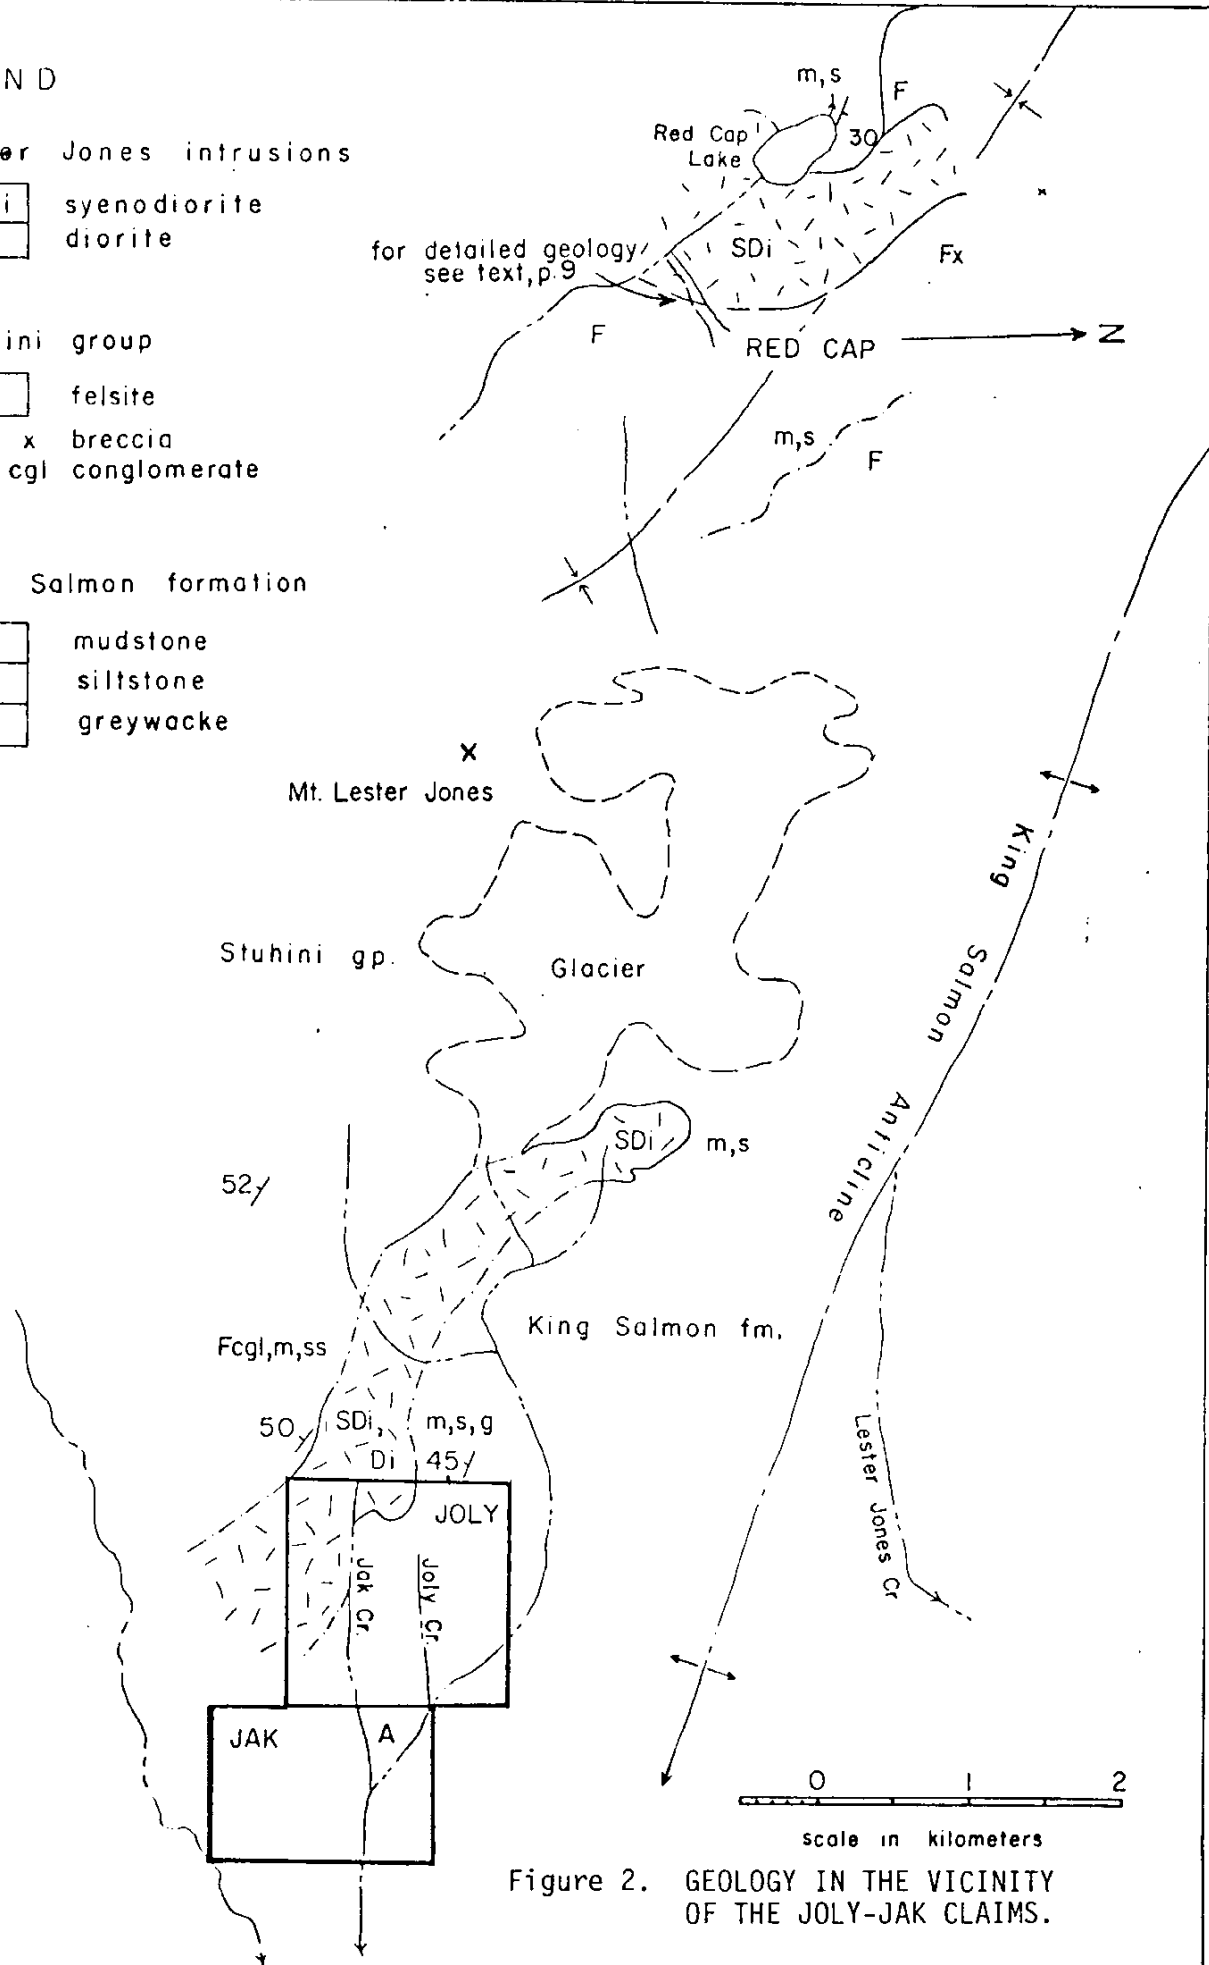 N D
er Jones intrusions
i syenodiorite
diorite
ini group
felsite
x breccia
cgl conglomerate
Salmon formation
mudstone
siltstone
greywacke
m,s
F
Red Cap
Lake
30
SDi
Fx
for detailed geology
see text, p. 9
F
RED CAP
N
m,s
F
x
Mt. Lester Jones
King Salmon Anticline
Stuhini gp.
Glacier
SDi
m,s
52
King Salmon fm.
Fcgl,m,ss
50
SDi,
Di
m,s,g
45
Lester Jones Cr
JOLY
Jak Cr.
Joly Cr.
JAK
A
0 1 2
scale in kilometers
Figure 2. GEOLOGY IN THE VICINITY
OF THE JOLY-JAK CLAIMS.